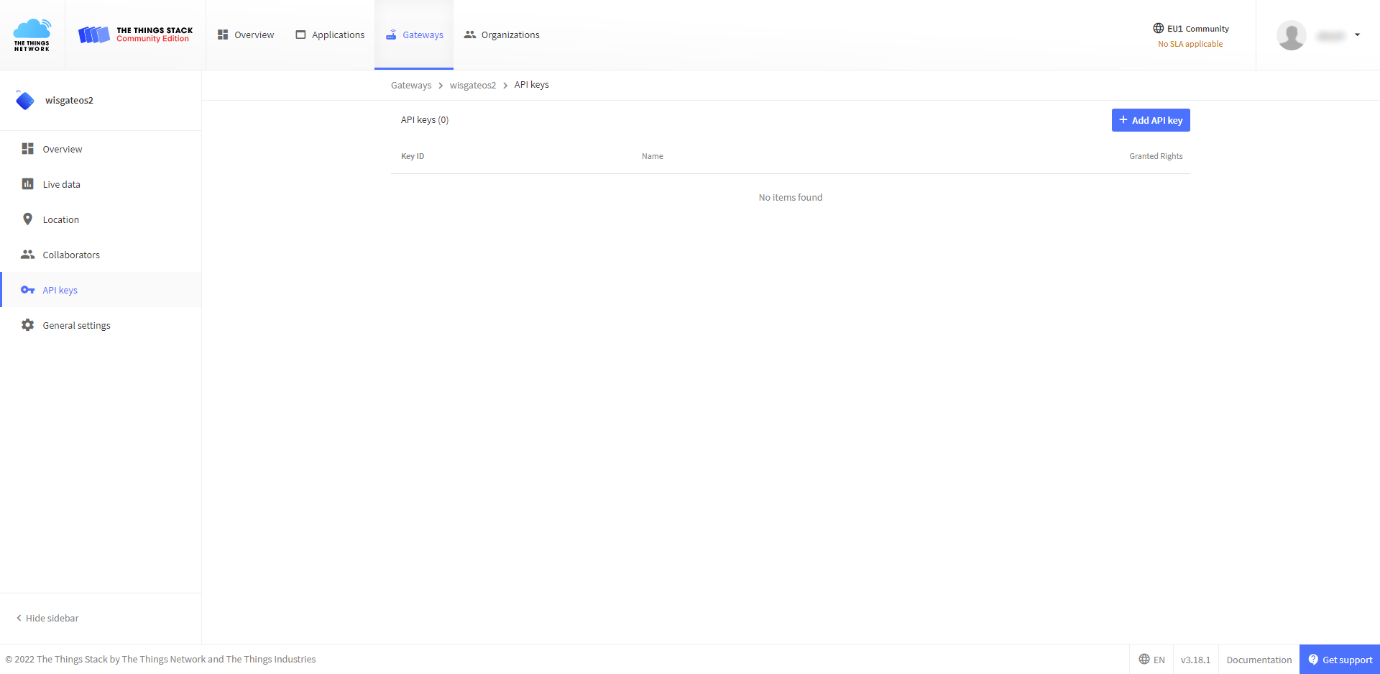 THE THINGS
NETWORK
THE THINGS STACK
Community Edition
Overview
Applications
Gateways
Organizations
EU1 Community
No SLA applicable
wisgateos2
Overview
Live data
Location
Collaborators
API keys
General settings
Hide sidebar
Gateways > wisgateos2 > API keys
API keys (0)
+ Add API key
Key ID Name Granted Rights
No items found
© 2022 The Things Stack by The Things Network and The Things Industries
EN
v3.18.1
Documentation
Get support